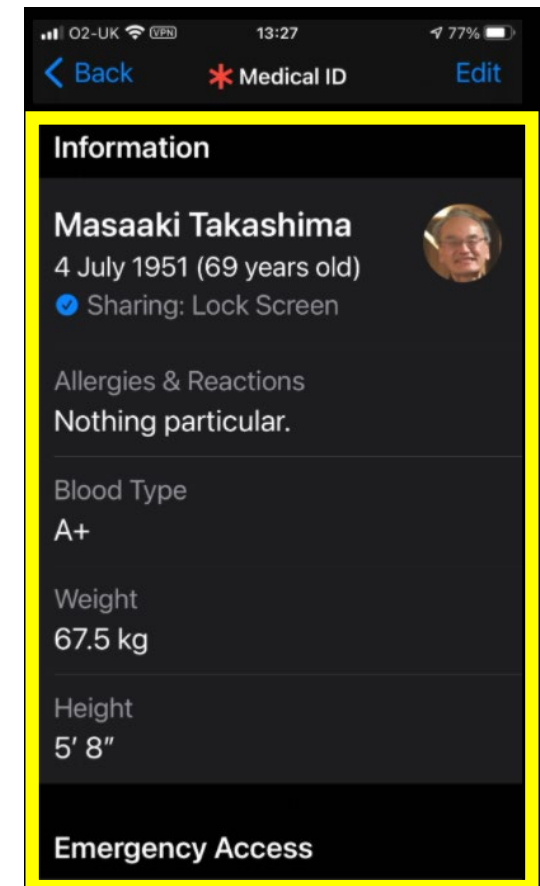 O2-UK VPN 13:27 77%
Back Medical ID Edit
Information
Masaaki Takashima
4 July 1951 (69 years old)
Sharing: Lock Screen
Allergies & Reactions
Nothing particular.
Blood Type
A+
Weight
67.5 kg
Height
5′ 8″
Emergency Access